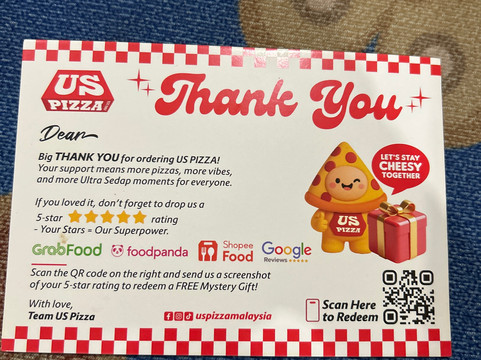 US
PIZZA
Thank You
Dear
Big THANK YOU for ordering US PIZZA!
Your support means more pizzas, more vibes,
and more Ultra Sedap moments for everyone.
If you loved it, don't forget to drop us a
5-star rating
- Your Stars = Our Superpower.
GrabFood
foodpanda
Shopee
Food
Google
Reviews
Scan the QR code on the right and send us a screenshot
of your 5-star rating to redeem a FREE Mystery Gift!
With love,
Team US Pizza
uspizzamalaysia
LET'S STAY
CHEESY
TOGETHER
US
PIZZA
Scan Here
to Redeem